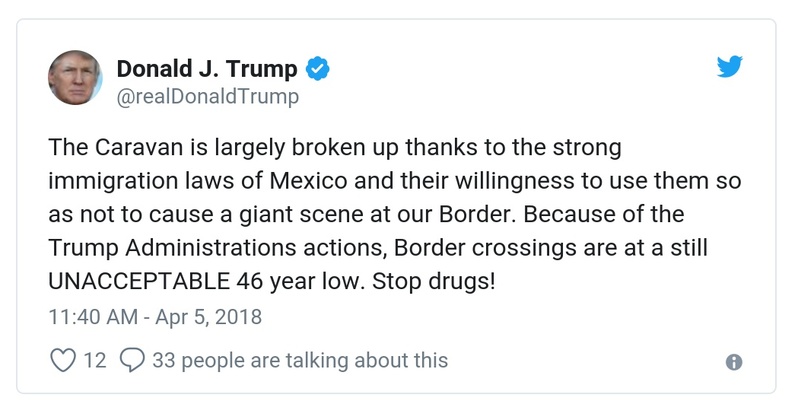 Donald J. Trump
@realDonaldTrump
The Caravan is largely broken up thanks to the strong
immigration laws of Mexico and their willingness to use them so
as not to cause a giant scene at our Border. Because of the
Trump Administrations actions, Border crossings are at a still
UNACCEPTABLE 46 year low. Stop drugs!
11:40 AM - Apr 5, 2018
12 33 people are talking about this